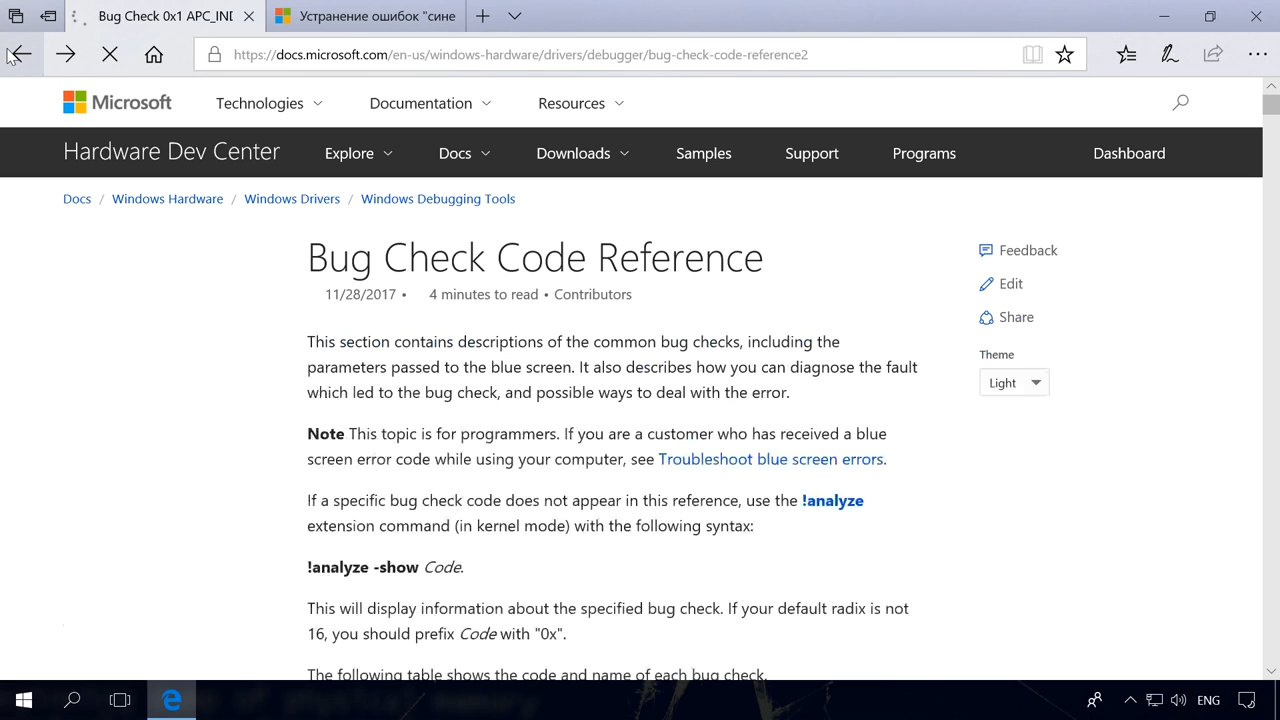 Bug Check 0x1 APC_IND
Устранение ошибок "сине
https://docs.microsoft.com/en-us/windows-hardware/drivers/debugger/bug-check-code-reference2
Microsoft
Technologies
Documentation
Resources
Hardware Dev Center
Explore
Docs
Downloads
Samples
Support
Programs
Dashboard
Docs / Windows Hardware / Windows Drivers / Windows Debugging Tools
Bug Check Code Reference
11/28/2017 • 4 minutes to read • Contributors
Feedback
Edit
Share
Theme
Light
This section contains descriptions of the common bug checks, including the
parameters passed to the blue screen. It also describes how you can diagnose the fault
which led to the bug check, and possible ways to deal with the error.
Note This topic is for programmers. If you are a customer who has received a blue
screen error code while using your computer, see Troubleshoot blue screen errors.
If a specific bug check code does not appear in this reference, use the !analyze
extension command (in kernel mode) with the following syntax:
!analyze -show Code.
This will display information about the specified bug check. If your default radix is not
16, you should prefix Code with "0x".
The following table shows the code and name of each bug check.
ENG